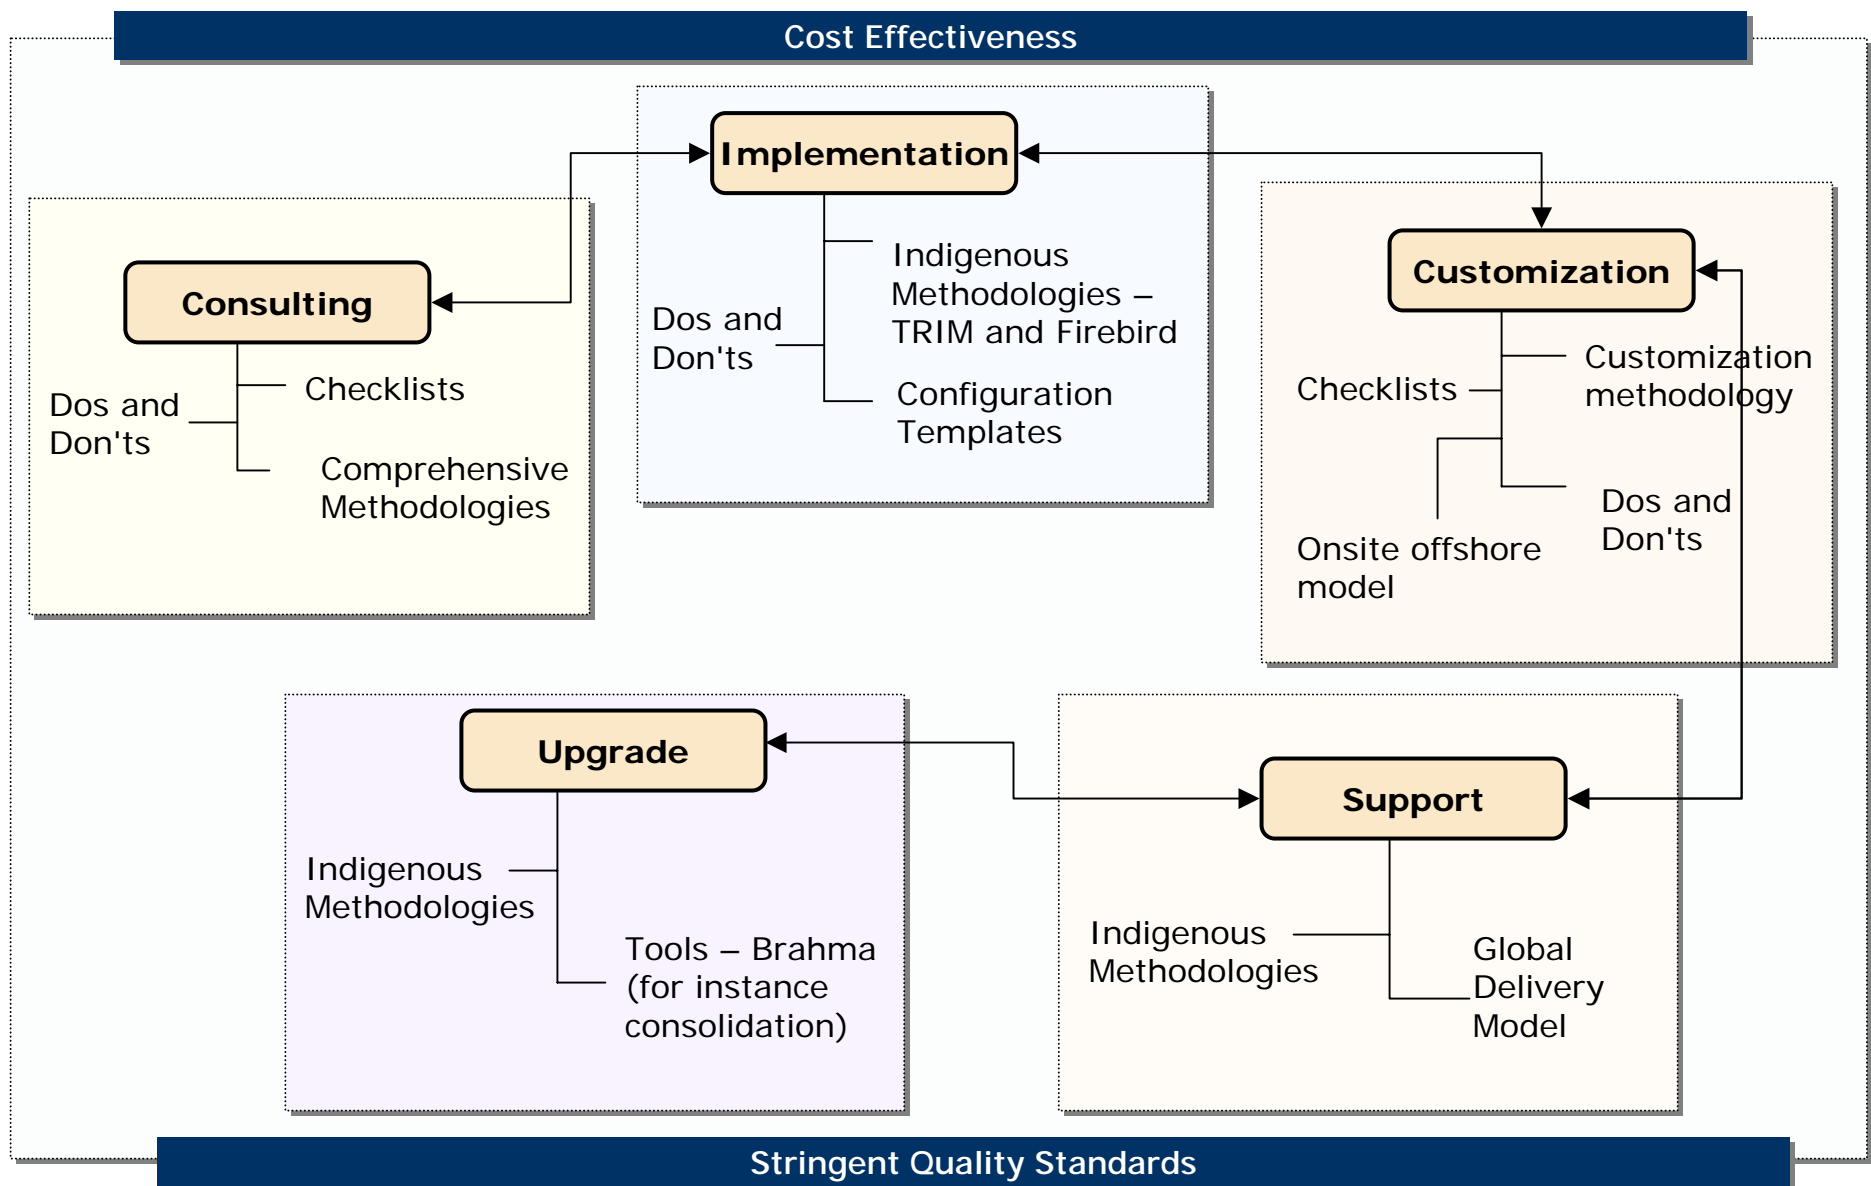 Cost Effectiveness
Implementation
Indigenous
Methodologies –
TRIM and Firebird
Dos and
Don'ts
Configuration
Templates
Consulting
Checklists
Dos and
Don'ts
Comprehensive
Methodologies
Customization
Customization
methodology
Checklists
Dos and
Don'ts
Onsite offshore
model
Upgrade
Indigenous
Methodologies
Tools – Brahma
(for instance
consolidation)
Support
Indigenous
Methodologies
Global
Delivery
Model
Stringent Quality Standards